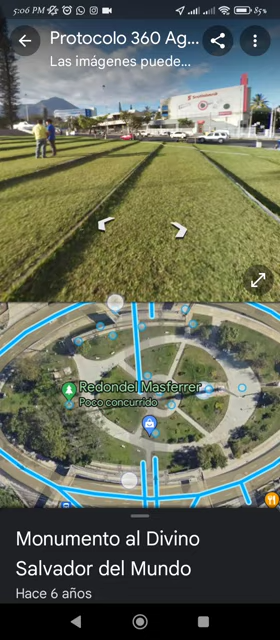 5:06 PM
85%
Protocolo 360 Ag...
Las imágenes puede...
Redondel Masferrer
Poco concurrido
Monumento al Divino
Salvador del Mundo
Hace 6 años